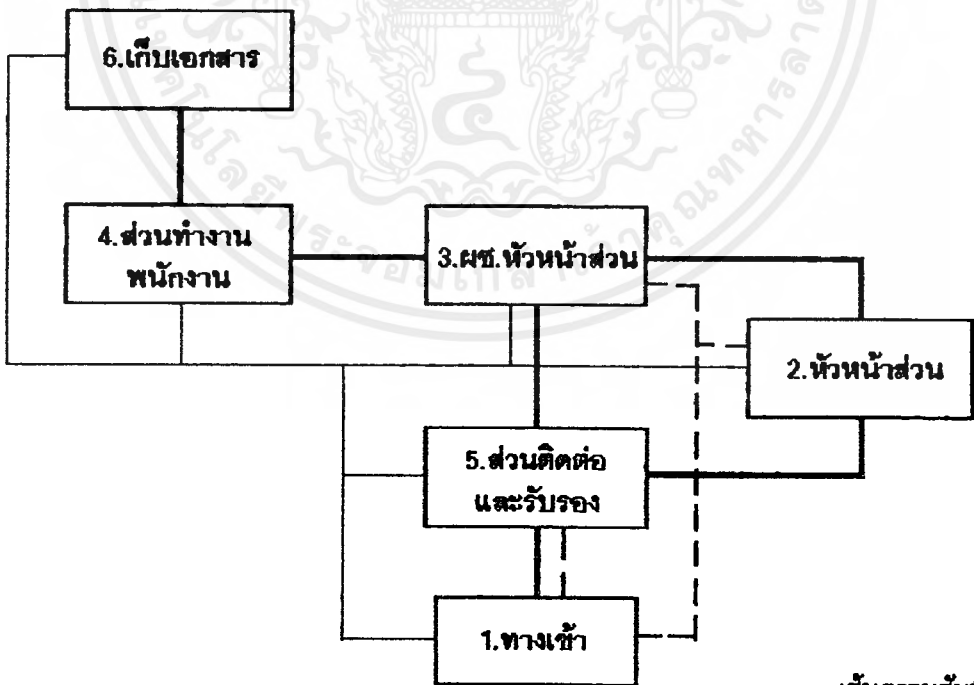 6.เก็บเอกสาร
4.ส่วนทำงาน
พนักงาน
3.ผช.หัวหน้าส่วน
2.หัวหน้าส่วน
5.ส่วนติดต่อ
และรับรอง
1.ทางเข้า